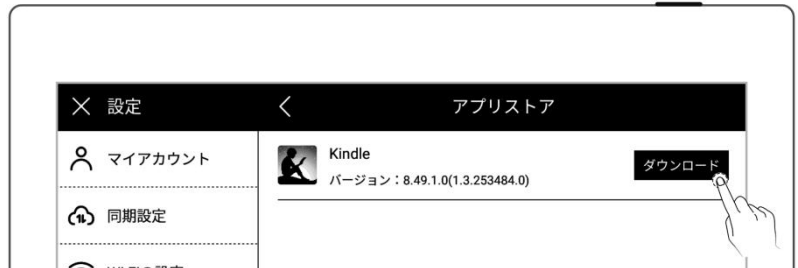 設定
アプリストア
マイアカウント
Kindle
バージョン：8.49.1.0(1.3.253484.0)
ダウンロード
同期設定